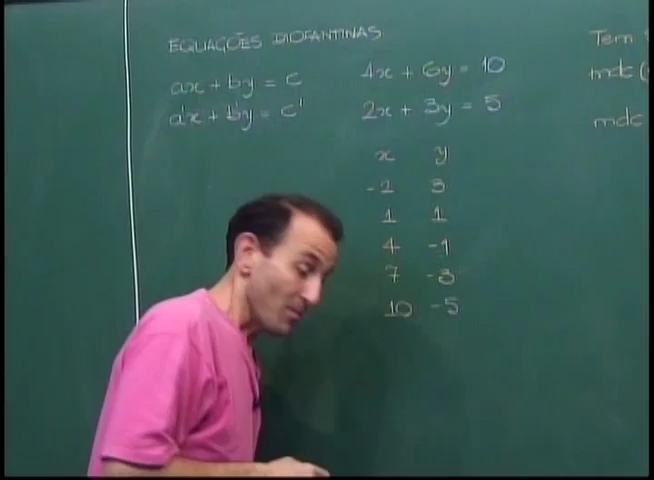 EQUAÇÕES DIOFANTINAS
ax + by = c
a'x + b'y = c'
4x + 6y = 10
2x + 3y = 5
x y
-2 3
1 1
4 -1
7 -3
10 -5
Tem
mdc (
mdc